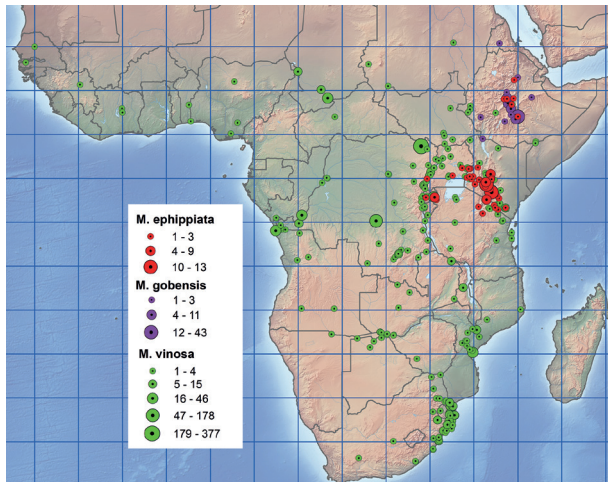 M. ephippiata
1 - 3
4 - 9
10 - 13
M. gobensis
1 - 3
4 - 11
12 - 43
M. vinosa
1 - 4
5 - 15
16 - 46
47 - 178
179 - 377